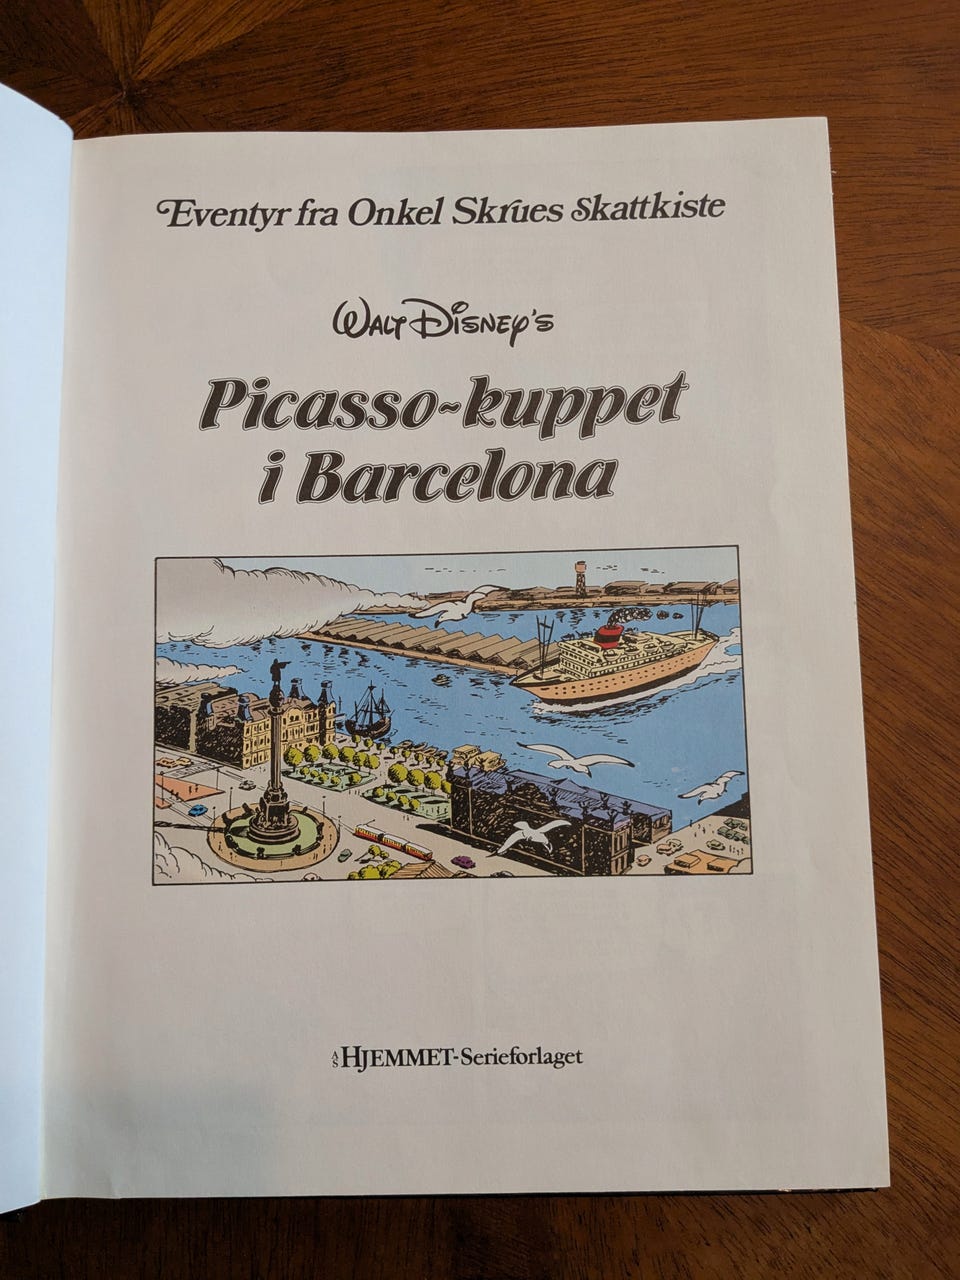 Eventyr fra Onkel Skrues Skattkiste
WALT DISNEY'S
Picasso-kuppet
i Barcelona
A/S HJEMMET-Serieforlaget